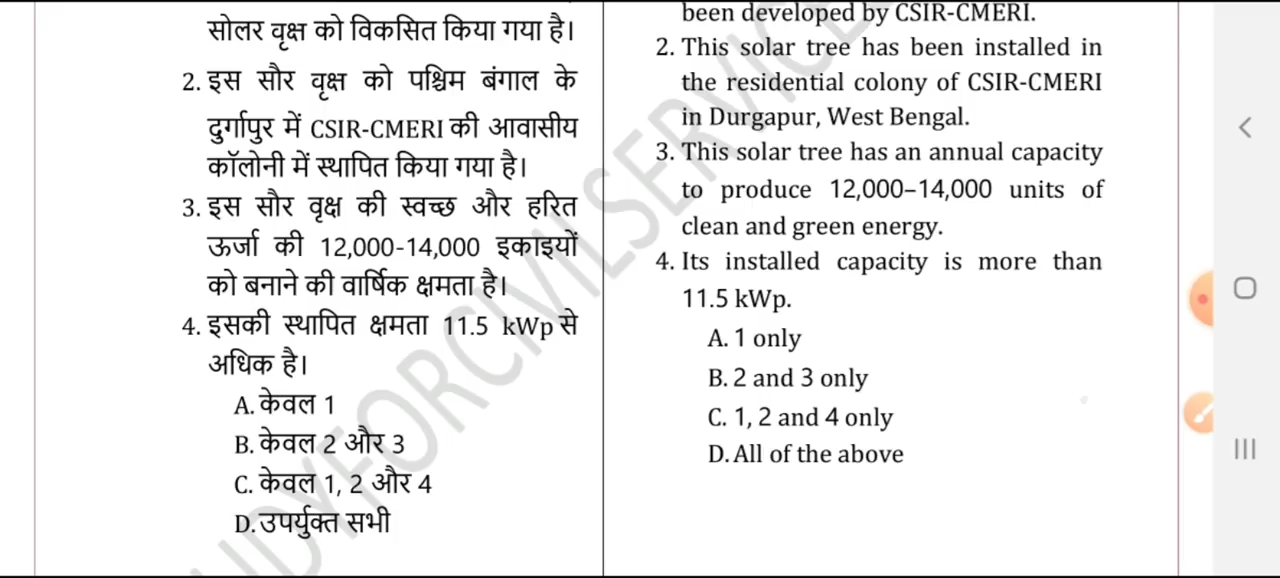 सोलर वृक्ष को विकसित किया गया है।
2. इस सौर वृक्ष को पश्चिम बंगाल के
दुर्गापुर में CSIR-CMERI की आवासीय
कॉलोनी में स्थापित किया गया है।
3. इस सौर वृक्ष की स्वच्छ और हरित
ऊर्जा की 12,000-14,000 इकाइयों
को बनाने की वार्षिक क्षमता है।
4. इसकी स्थापित क्षमता 11.5 kWp से
अधिक है।
A. केवल 1
B. केवल 2 और 3
C. केवल 1, 2 और 4
D. उपर्युक्त सभी
been developed by CSIR-CMERI.
2. This solar tree has been installed in
the residential colony of CSIR-CMERI
in Durgapur, West Bengal.
3. This solar tree has an annual capacity
to produce 12,000–14,000 units of
clean and green energy.
4. Its installed capacity is more than
11.5 kWp.
A. 1 only
B. 2 and 3 only
C. 1, 2 and 4 only
D. All of the above
UDYFORCIVILSERVICE